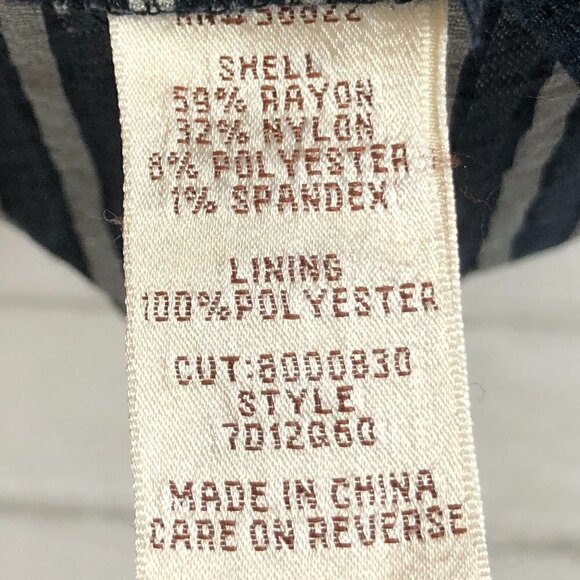 SHELL
59% RAYON
32% NYLON
8% POLYESTER
1% SPANDEX
LINING
100% POLYESTER
CUT:8000830
STYLE
7D12G60
MADE IN CHINA
CARE ON REVERSE